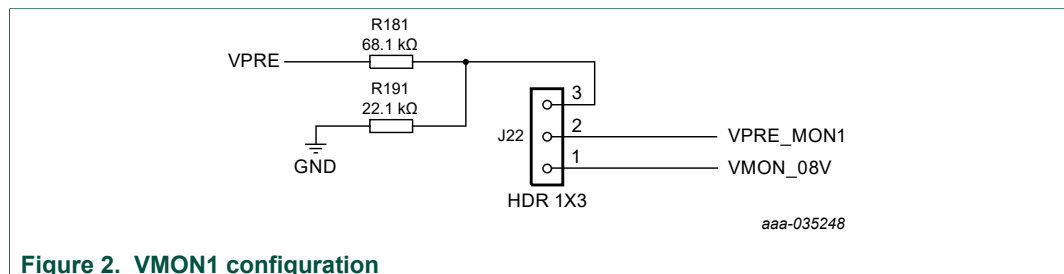 R181
68.1 kΩ
VPRE
R191
22.1 kΩ
3
J22
2
VPRE_MON1
1
VMON_08V
GND
HDR 1X3
aaa-035248
Figure 2. VMON1 configuration